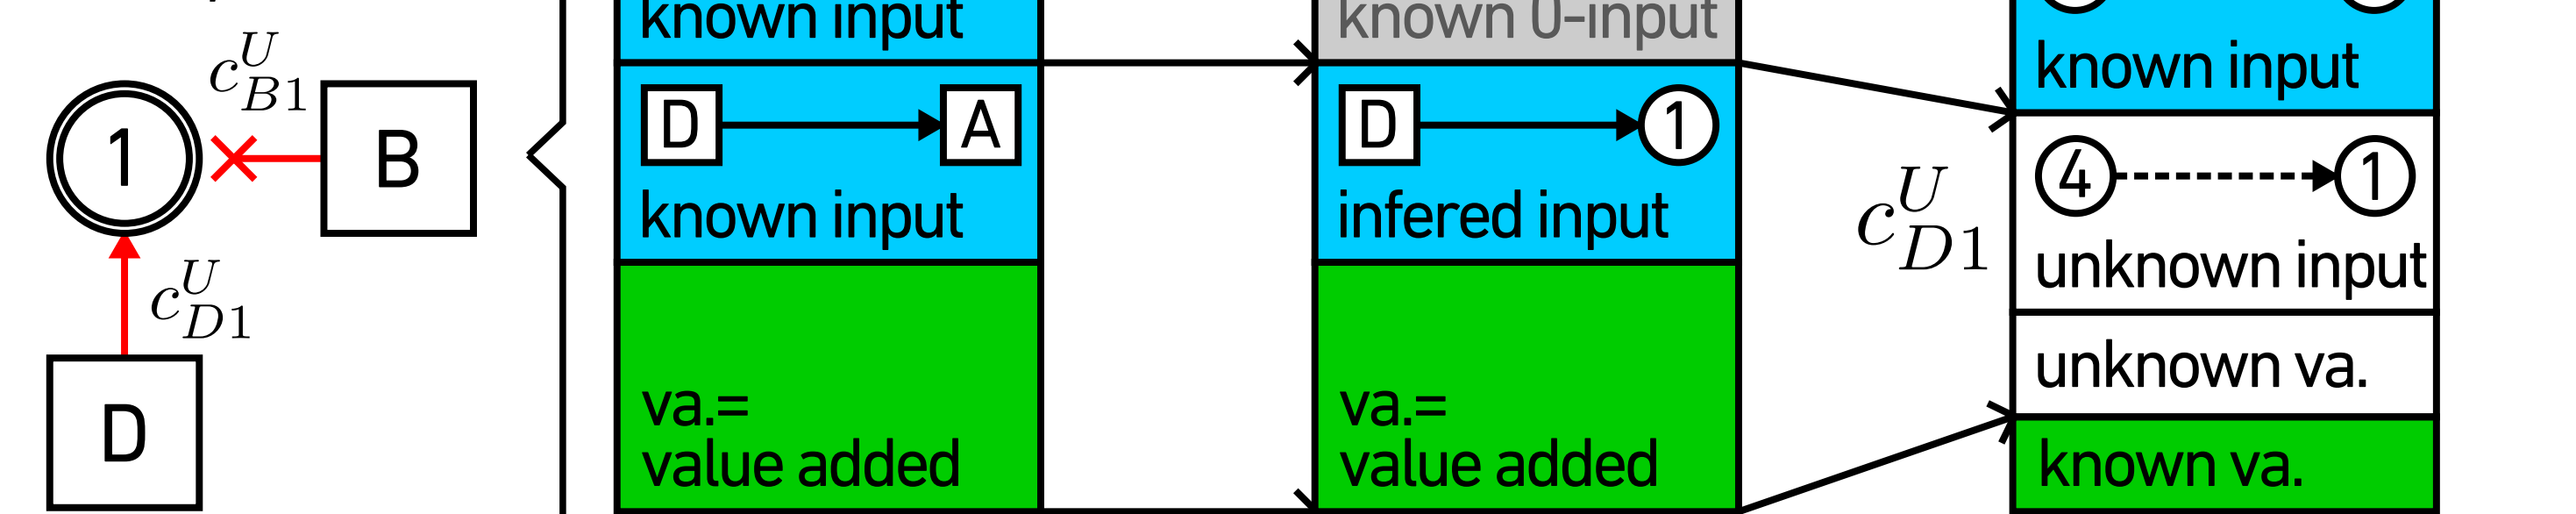 c^U_{B1}
1
B
c^U_{D1}
D
known input
D A
known input
va.=
value added
known 0-input
D 1
infered input
va.=
value added
c^U_{D1}
known input
4 1
unknown input
unknown va.
known va.